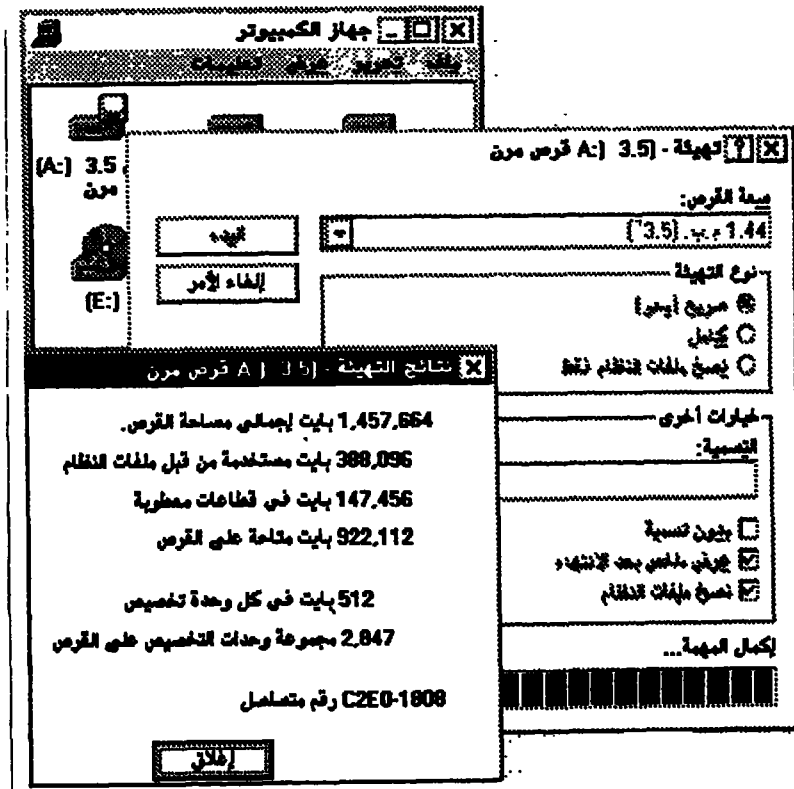 جهاز الكمبيوتر
ملف تحرير عرض تعليمات
3.5 (A:)
مرن
(E:)
تهيئة - (3.5 A:) قرص مرن
سعة القرص:
1.44 م.ب. (3.5")
البدء
إلغاء الأمر
نوع التهيئة
سريع (يمحو)
كامل
نسخ ملفات النظام فقط
خيارات أخرى
التسمية:
بدون تسمية
عرض ملخص بعد الانتهاء
نسخ ملفات النظام
إكمال المهمة...
نتائج التهيئة - (3.5 A) قرص مرن
1,457,664 بايت إجمالي مساحة القرص.
388,096 بايت مستخدمة من قبل ملفات النظام
147,456 بايت في قطاعات معطوبة
922,112 بايت متاحة على القرص
512 بايت في كل وحدة تخصيص
2,847 مجموعة وحدات التخصيص على القرص
C2E0-1808 رقم متسلسل
إغلاق